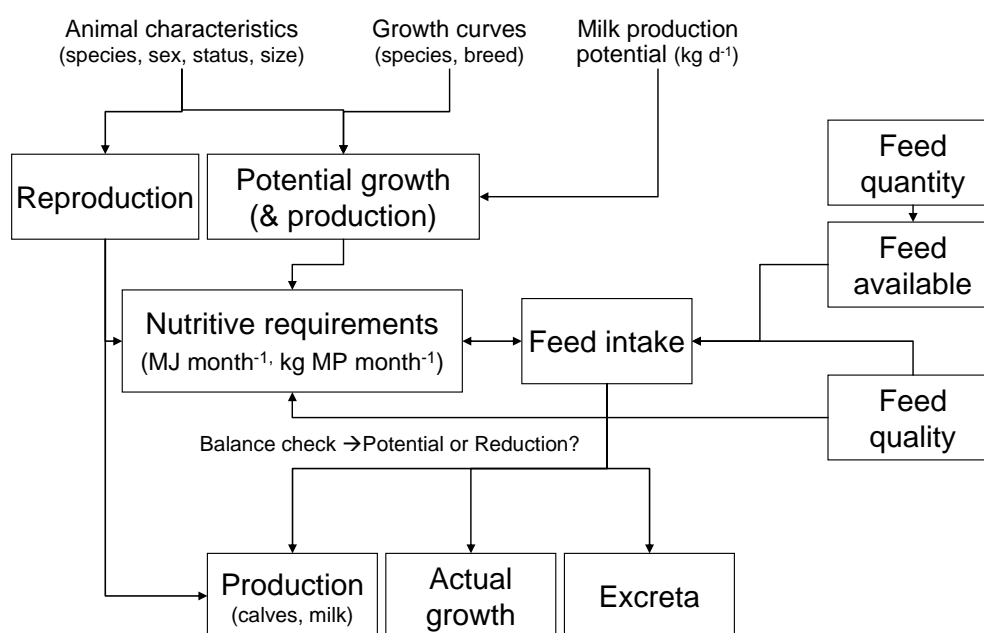 Animal characteristics
(species, sex, status, size)
Growth curves
(species, breed)
Milk production
potential (kg d⁻¹)
Reproduction
Potential growth
(& production)
Feed
quantity
Feed
available
Nutritive requirements
(MJ month⁻¹, kg MP month⁻¹)
Feed intake
Feed
quality
Balance check →Potential or Reduction?
Production
(calves, milk)
Actual
growth
Excreta